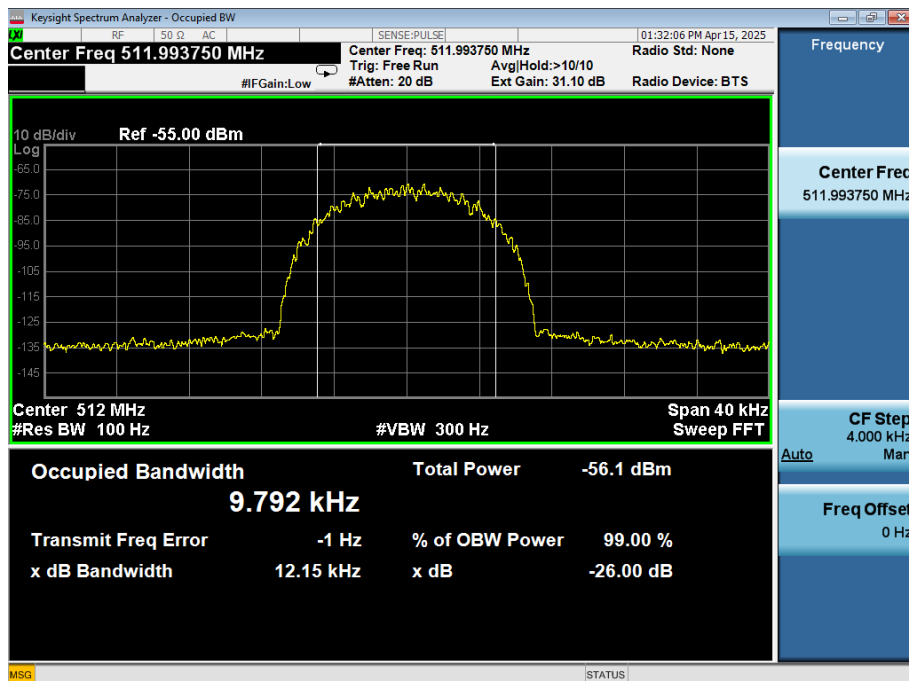 Keysight Spectrum Analyzer - Occupied BW
LXI
RF 50 Ω AC SENSE:PULSE 01:32:06 PM Apr 15, 2025
Center Freq 511.993750 MHz
Center Freq: 511.993750 MHz Radio Std: None
Trig: Free Run Avg|Hold:>10/10
#IFGain:Low #Atten: 20 dB Ext Gain: 31.10 dB Radio Device: BTS
10 dB/div Ref -55.00 dBm
Log
-65.0
-75.0
-85.0
-95.0
-105
-115
-125
-135
-145
Center 512 MHz Span 40 kHz
#Res BW 100 Hz #VBW 300 Hz Sweep FFT
Occupied Bandwidth Total Power -56.1 dBm
9.792 kHz
Transmit Freq Error -1 Hz % of OBW Power 99.00 %
x dB Bandwidth 12.15 kHz x dB -26.00 dB
MSG STATUS
Frequency
Center Freq
511.993750 MHz
CF Step
4.000 kHz
Auto Man
Freq Offset
0 Hz